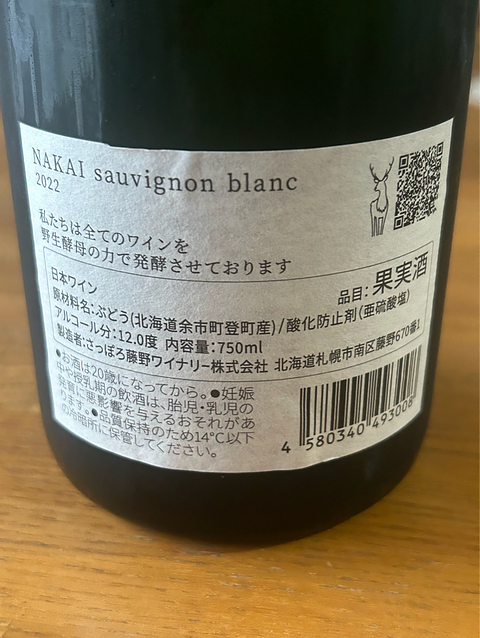 NAKAI sauvignon blanc
2022
私たちは全てのワインを
野生酵母の力で発酵させております
日本ワイン
品目:果実酒
原材料名:ぶどう(北海道余市町登町産)/酸化防止剤(亜硫酸塩)
アルコール分:12.0度 内容量:750ml
製造者:さっぽろ藤野ワイナリー株式会社 北海道札幌市南区藤野670番1
●お酒は20歳になってから。●妊娠
中や授乳期の飲酒は、胎児・乳児の
発育に悪影響を与えるおそれがあ
ります。●品質保持のため14℃以下
の冷暗所に保管してください。
4 580340 493008